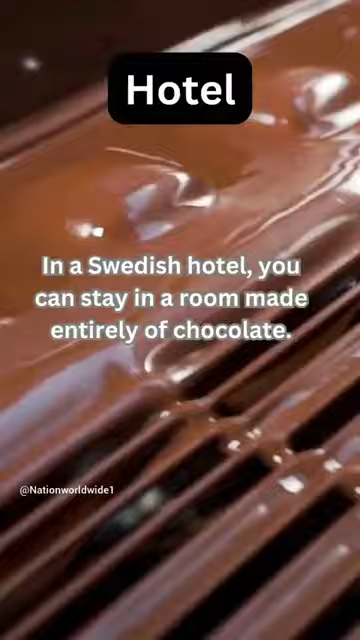 Hotel
In a Swedish hotel, you
can stay in a room made
entirely of chocolate.
@Nationworldwide1